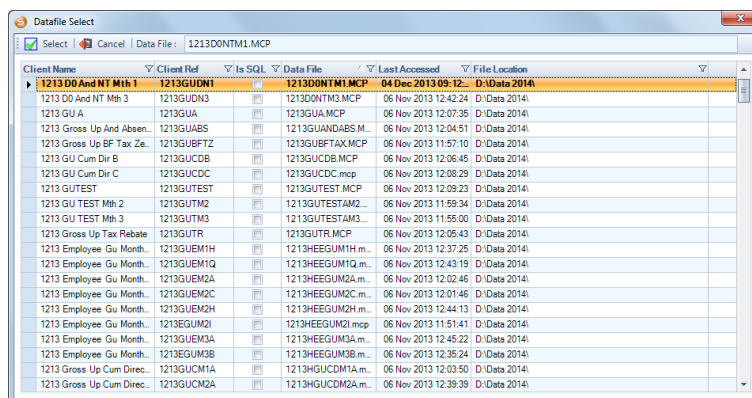 Datafile Select
Select Cancel Data File : 1213D0NTM1.MCP
Client Name Client Ref Is SQL Data File Last Accessed File Location
1213 D0 And NT Mth 1 1213GUDN1 1213D0NTM1.MCP 04 Dec 2013 09:12:... D:\Data 2014\
1213 D0 And NT Mth 3 1213GUDN3 1213D0NTM3.MCP 06 Nov 2013 12:42:24 D:\Data 2014\
1213 GU A 1213GUA 1213GUA.MCP 06 Nov 2013 12:07:35 D:\Data 2014\
1213 Gross Up And Absen... 1213GUABS 1213GUANDABS.M... 06 Nov 2013 12:04:51 D:\Data 2014\
1213 Gross Up BF Tax Ze... 1213GUBFTZ 1213GUBFTAX.MCP 06 Nov 2013 11:57:10 D:\Data 2014\
1213 GU Cum Dir B 1213GUCDB 1213GUCDB.MCP 06 Nov 2013 12:06:45 D:\Data 2014\
1213 GU Cum Dir C 1213GUCDC 1213GUCDC.mcp 06 Nov 2013 12:08:29 D:\Data 2014\
1213 GUTEST 1213GUTEST 1213GUTEST.MCP 06 Nov 2013 12:09:23 D:\Data 2014\
1213 GU TEST Mth 2 1213GUTM2 1213GUTESTAM2... 06 Nov 2013 11:59:34 D:\Data 2014\
1213 GU TEST Mth 3 1213GUTM3 1213GUTESTAM3... 06 Nov 2013 11:55:00 D:\Data 2014\
1213 Gross Up Tax Rebate 1213GUTR 1213GUTR.MCP 06 Nov 2013 12:05:43 D:\Data 2014\
1213 Employee Gu Month... 1213GUEM1H 1213HEEGUM1H.m... 06 Nov 2013 12:37:25 D:\Data 2014\
1213 Employee Gu Month... 1213GUEM1Q 1213HEEGUM1Q.m... 06 Nov 2013 12:43:19 D:\Data 2014\
1213 Employee Gu Month... 1213GUEM2A 1213HEEGUM2A.m... 06 Nov 2013 12:02:46 D:\Data 2014\
1213 Employee Gu Month... 1213GUEM2C 1213HEEGUM2C.m... 06 Nov 2013 12:01:46 D:\Data 2014\
1213 Employee Gu Month... 1213GUEM2H 1213HEEGUM2H.m... 06 Nov 2013 12:44:13 D:\Data 2014\
1213 Employee Gu Month... 1213EGUM2I 1213HEEGUM2I.mcp 06 Nov 2013 11:51:41 D:\Data 2014\
1213 Employee Gu Month... 1213GUEM3A 1213HEEGUM3A.m... 06 Nov 2013 12:45:22 D:\Data 2014\
1213 Employee Gu Month... 1213EGUM3B 1213HEEGUM3B.m... 06 Nov 2013 12:35:24 D:\Data 2014\
1213 Gross Up Cum Direc... 1213GUCM1A 1213HGUCDM1A.m... 06 Nov 2013 12:03:50 D:\Data 2014\
1213 Gross Up Cum Direc... 1213GUCM2A 1213HGUCDM2A.m... 06 Nov 2013 12:39:39 D:\Data 2014\